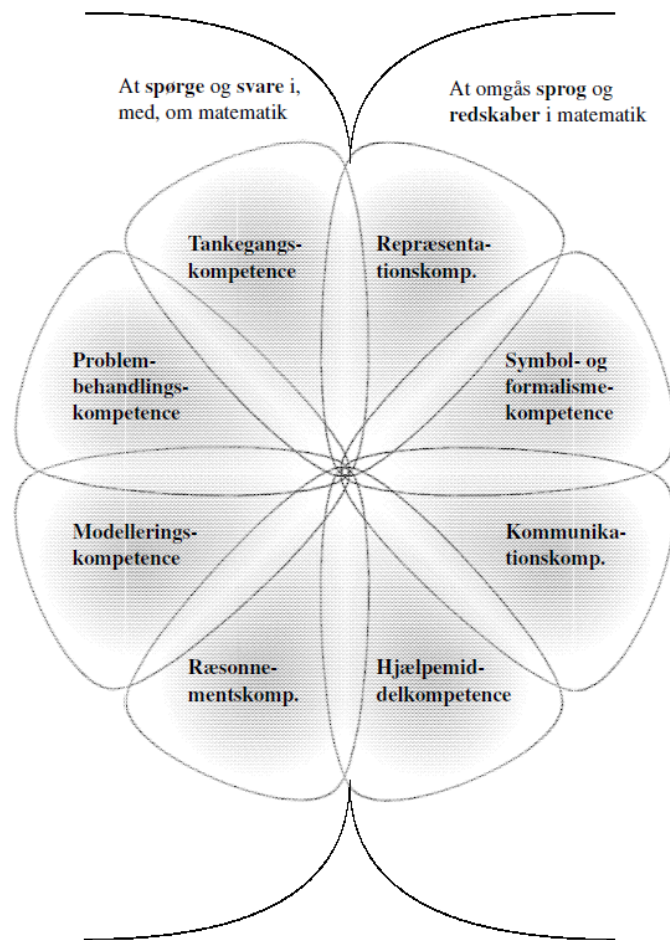 At spørge og svare i,
med, om matematik
At omgås sprog og
redskaber i matematik
Tankegangs-
kompetence
Repræsenta-
tionskomp.
Problem-
behandlings-
kompetence
Symbol- og
formalisme-
kompetence
Modellerings-
kompetence
Kommunika-
tionskomp.
Ræsonne-
mentskomp.
Hjælpemid-
delkompetence